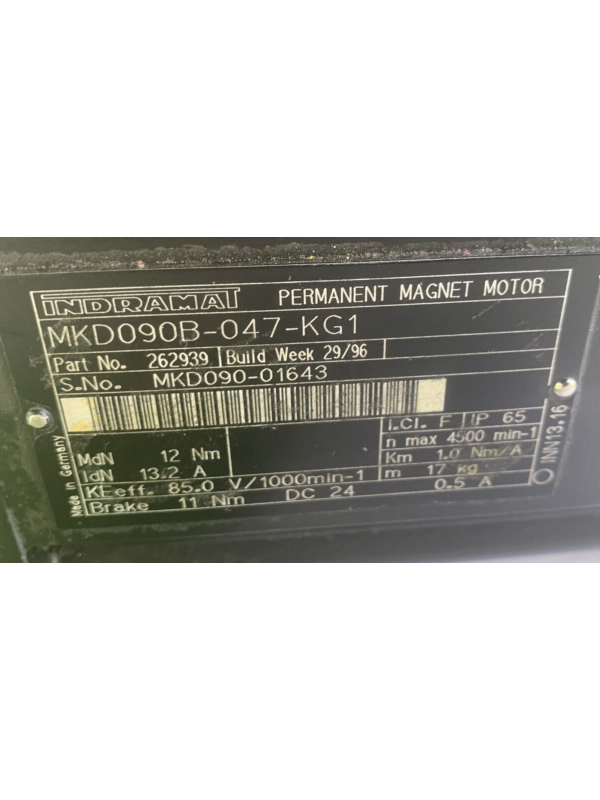 INDRAMAT PERMANENT MAGNET MOTOR
MKD090B-047-KG1
Part No. 262939 Build Week 29/96
S.No. MKD090-01643
I.Cl. F IP 65
n max 4500 min-1
MdN 12 Nm Km 1.0 Nm/A
IdN 13.2 A m 17 kg
KEeff. 85.0 V/1000min-1
Brake 11 Nm DC 24 0.5 A
Made in Germany
INN13.16